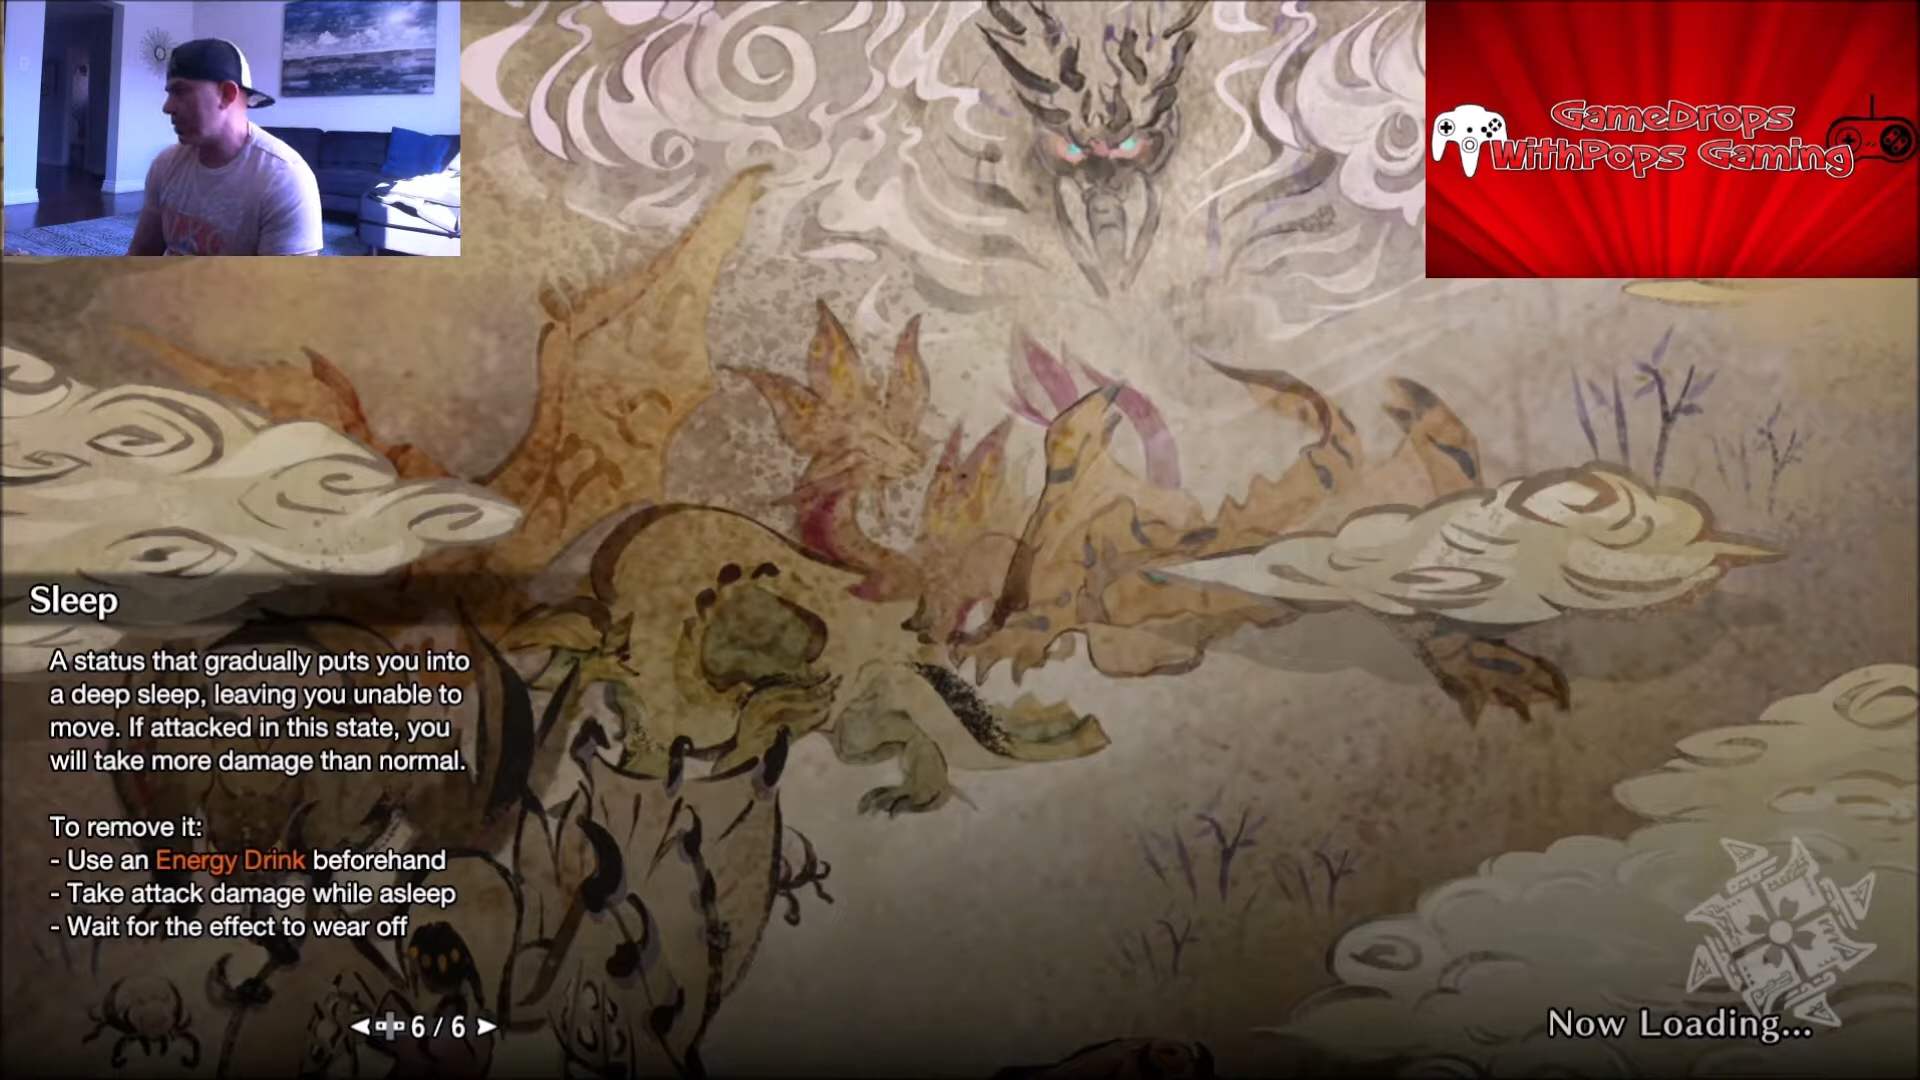 GameDrops
WithPops Gaming
Sleep
A status that gradually puts you into
a deep sleep, leaving you unable to
move. If attacked in this state, you
will take more damage than normal.
To remove it:
- Use an Energy Drink beforehand
- Take attack damage while asleep
- Wait for the effect to wear off
6 / 6
Now Loading...